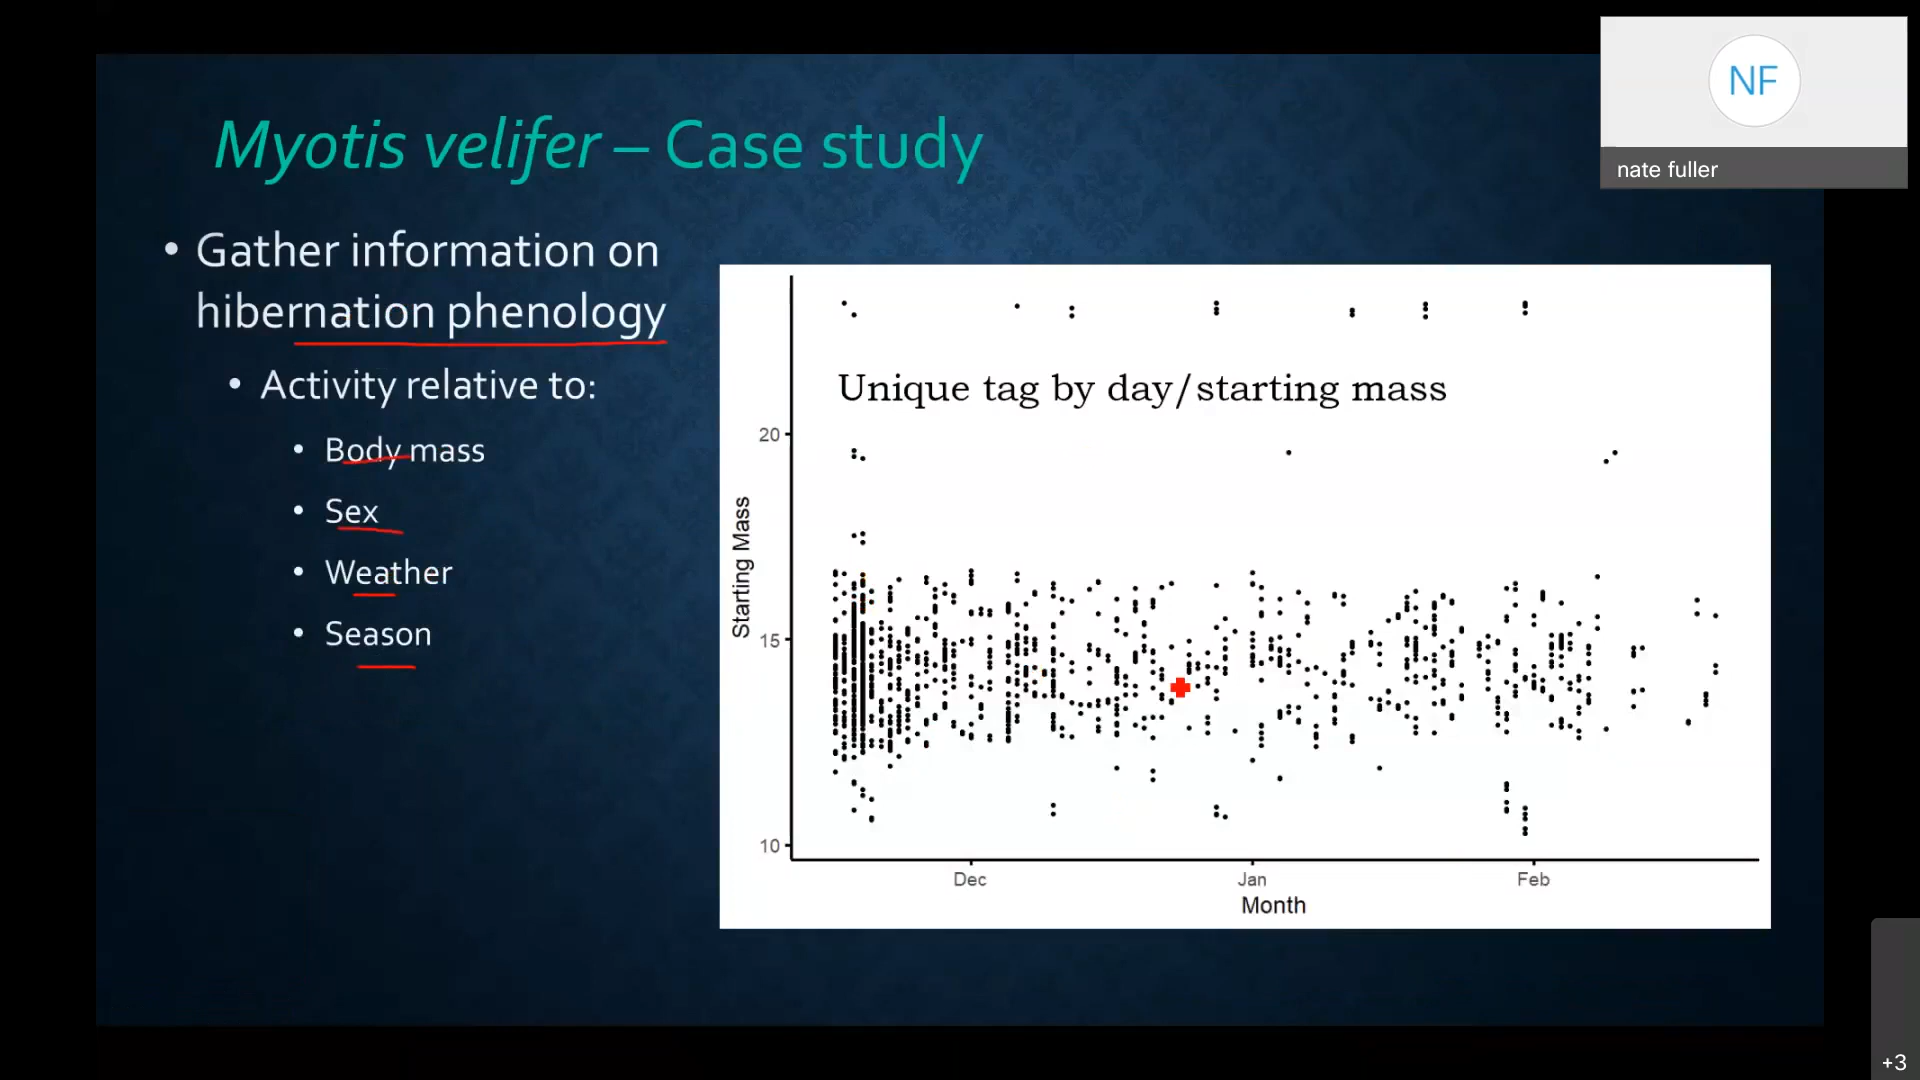 NF
nate fuller
Myotis velifer – Case study
• Gather information on
hibernation phenology
• Activity relative to:
• Body mass
• Sex
• Weather
• Season
Unique tag by day/starting mass
Starting Mass
20
15
10
Dec
Jan
Feb
Month
+3